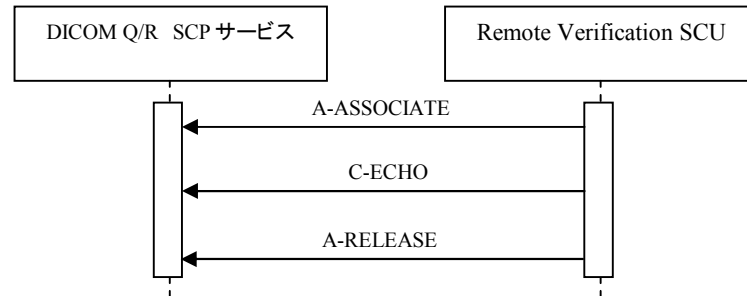 DICOM Q/R SCP サービス
Remote Verification SCU
A-ASSOCIATE
C-ECHO
A-RELEASE